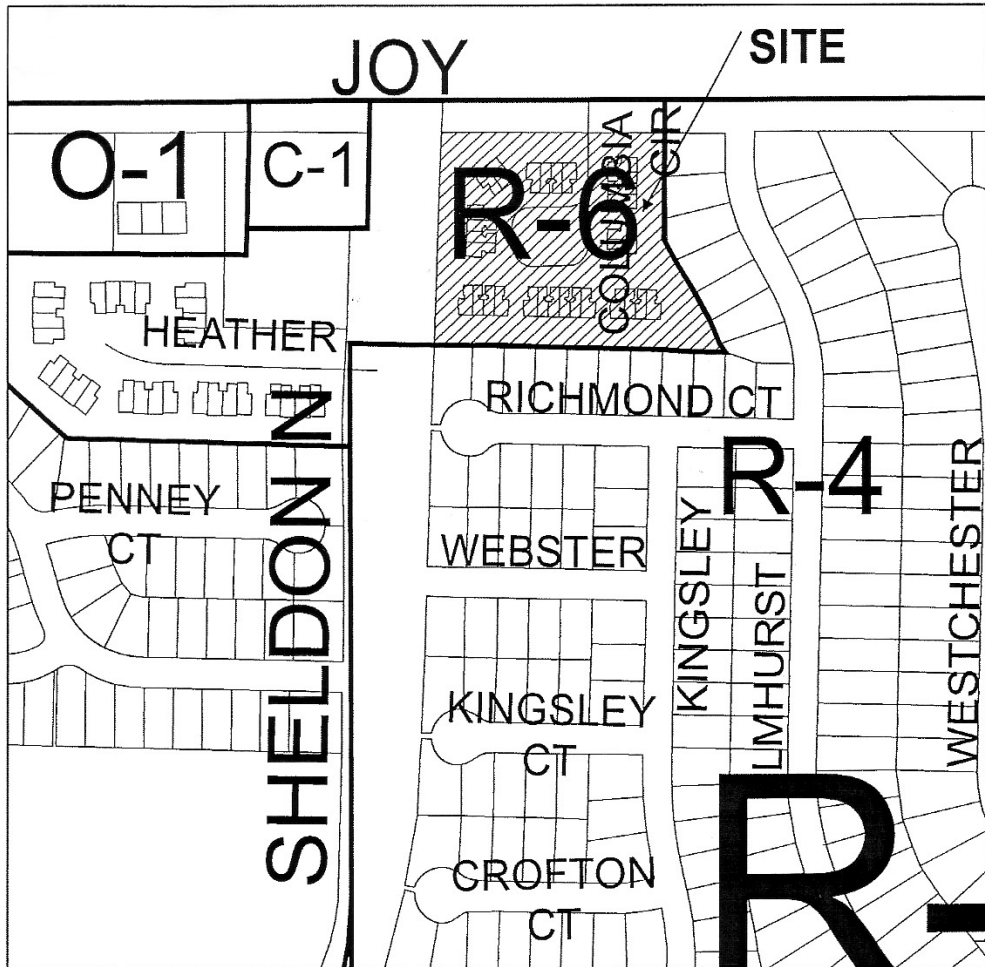 JOY
SITE
O-1
C-1
R-6
COLUMBIA
CIR
HEATHER
RICHMOND CT
R-4
PENNEY
CT
SHELDON N
WEBSTER
KINGSLEY
LMHURST
WESTCHESTER
KINGSLEY
CT
CROFTON
CT
R-